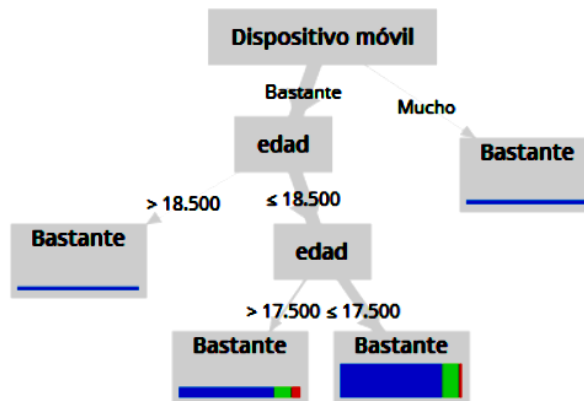 Dispositivo móvil
Bastante
Mucho
edad
Bastante
> 18.500
≤ 18.500
Bastante
edad
> 17.500
≤ 17.500
Bastante
Bastante